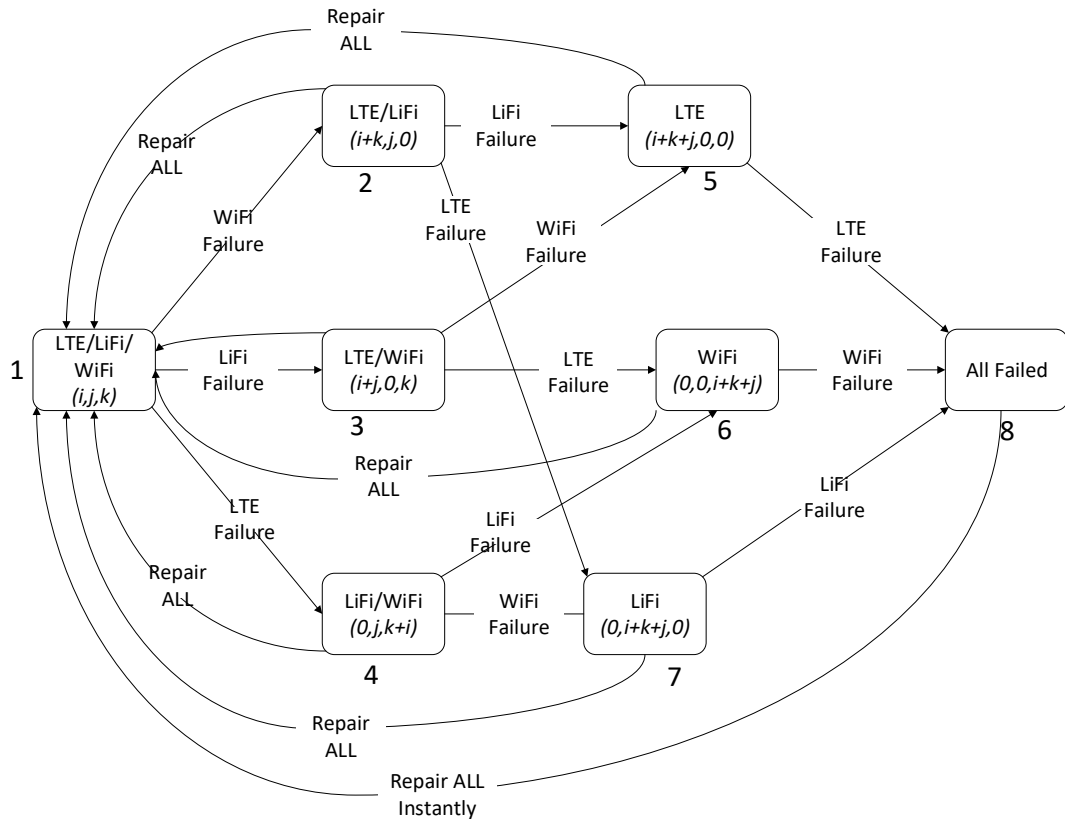 Repair
ALL
LTE/LiFi
(i+k,j,0)
2
LiFi
Failure
LTE
(i+k+j,0,0)
5
Repair
ALL
WiFi
Failure
LTE
Failure
WiFi
Failure
LTE
Failure
1
LTE/LiFi/
WiFi
(i,j,k)
LiFi
Failure
LTE/WiFi
(i+j,0,k)
3
LTE
Failure
WiFi
(0,0,i+k+j)
6
WiFi
Failure
All Failed
8
Repair
ALL
LTE
Failure
LiFi
Failure
LiFi
Failure
Repair
ALL
LiFi/WiFi
(0,j,k+i)
4
WiFi
Failure
LiFi
(0,i+k+j,0)
7
Repair
ALL
Repair ALL
Instantly